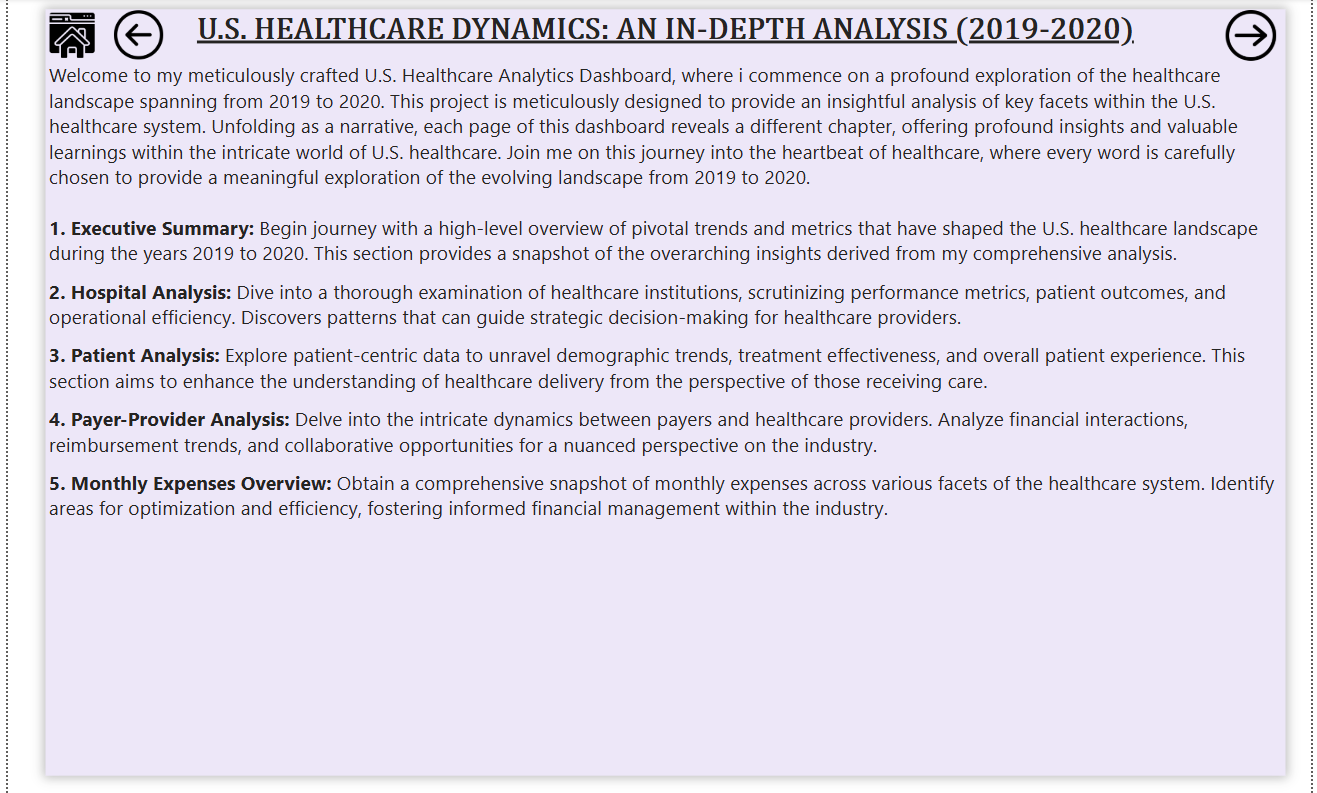 U.S. HEALTHCARE DYNAMICS: AN IN-DEPTH ANALYSIS (2019-2020)
Welcome to my meticulously crafted U.S. Healthcare Analytics Dashboard, where i commence on a profound exploration of the healthcare
landscape spanning from 2019 to 2020. This project is meticulously designed to provide an insightful analysis of key facets within the U.S.
healthcare system. Unfolding as a narrative, each page of this dashboard reveals a different chapter, offering profound insights and valuable
learnings within the intricate world of U.S. healthcare. Join me on this journey into the heartbeat of healthcare, where every word is carefully
chosen to provide a meaningful exploration of the evolving landscape from 2019 to 2020.
1. Executive Summary: Begin journey with a high-level overview of pivotal trends and metrics that have shaped the U.S. healthcare landscape
during the years 2019 to 2020. This section provides a snapshot of the overarching insights derived from my comprehensive analysis.
2. Hospital Analysis: Dive into a thorough examination of healthcare institutions, scrutinizing performance metrics, patient outcomes, and
operational efficiency. Discovers patterns that can guide strategic decision-making for healthcare providers.
3. Patient Analysis: Explore patient-centric data to unravel demographic trends, treatment effectiveness, and overall patient experience. This
section aims to enhance the understanding of healthcare delivery from the perspective of those receiving care.
4. Payer-Provider Analysis: Delve into the intricate dynamics between payers and healthcare providers. Analyze financial interactions,
reimbursement trends, and collaborative opportunities for a nuanced perspective on the industry.
5. Monthly Expenses Overview: Obtain a comprehensive snapshot of monthly expenses across various facets of the healthcare system. Identify
areas for optimization and efficiency, fostering informed financial management within the industry.